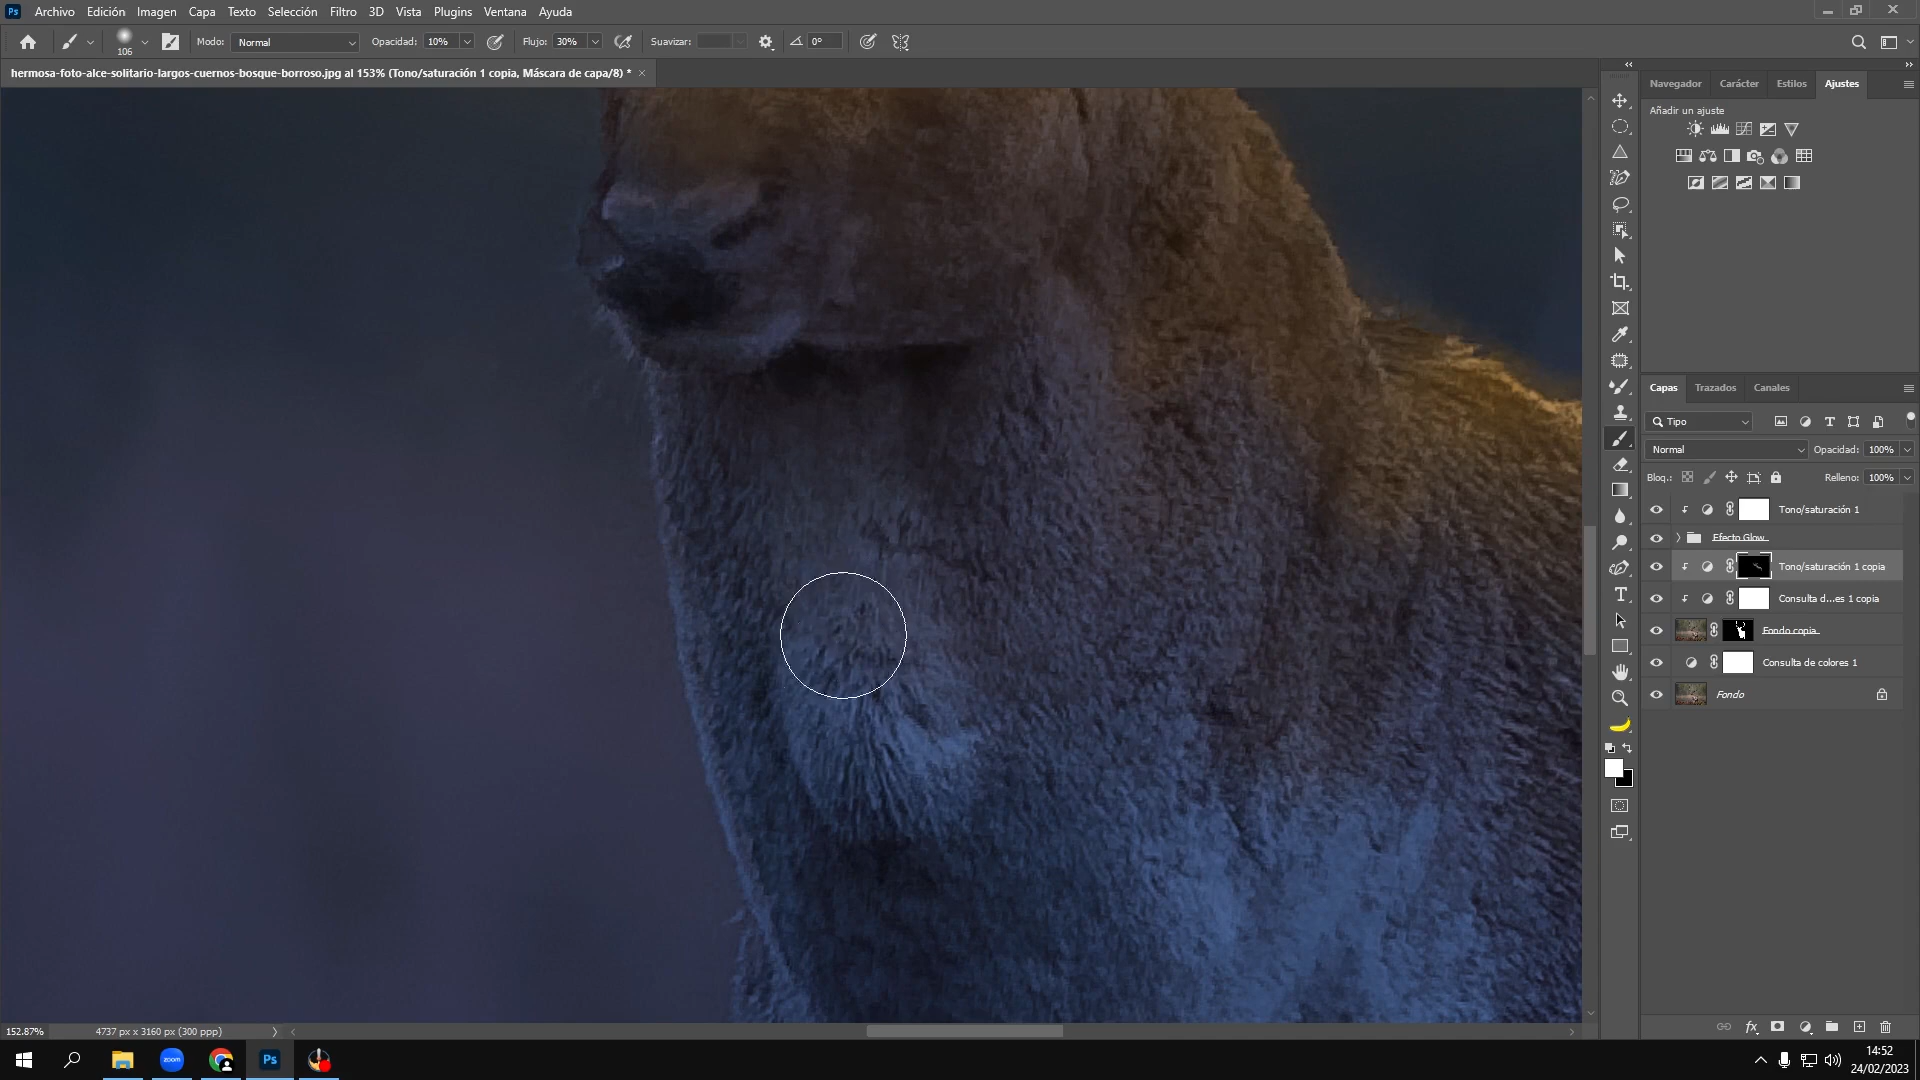 Ps Archivo Edición Imagen Capa Texto Selección Filtro 3D Vista Plugins Ventana Ayuda
106 Modo: Normal Opacidad: 10% Flujo: 30% Suavizar: 0°
hermosa-foto-alce-solitario-largos-cuernos-bosque-borroso.jpg al 153% (Tono/saturación 1 copia, Máscara de capa/8) *
Navegador Carácter Estilos Ajustes
Añadir un ajuste
Capas Trazados Canales
Tipo
Normal Opacidad: 100%
Bloq.: Relleno: 100%
Tono/saturación 1
Efecto Glow
Tono/saturación 1 copia
Consulta d...es 1 copia
Fondo copia
Consulta de colores 1
Fondo
152.87% 4737 px x 3160 px (300 ppp)
zoom Ps
14:52
24/02/2023